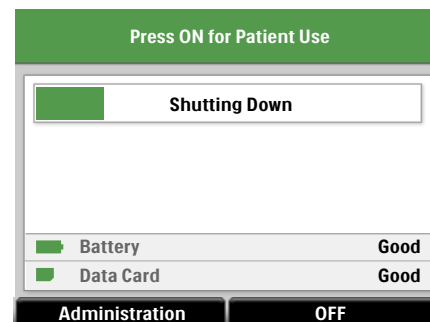 Press ON for Patient Use
Shutting Down
Battery Good
Data Card Good
Administration OFF